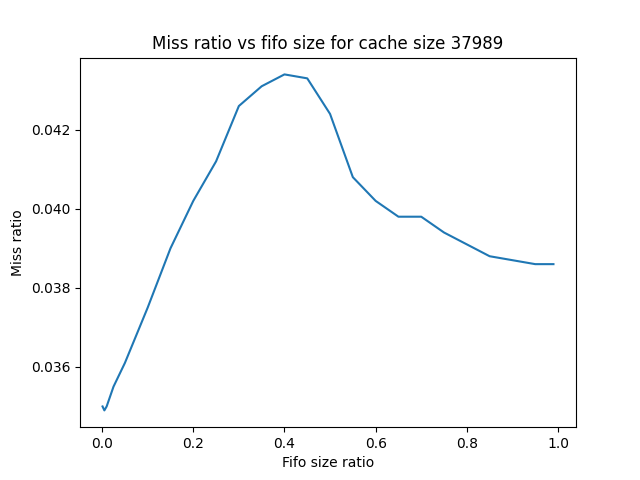 Miss ratio vs fifo size for cache size 37989
0.042
0.040
0.038
0.036
Miss ratio
0.0 0.2 0.4 0.6 0.8 1.0
Fifo size ratio